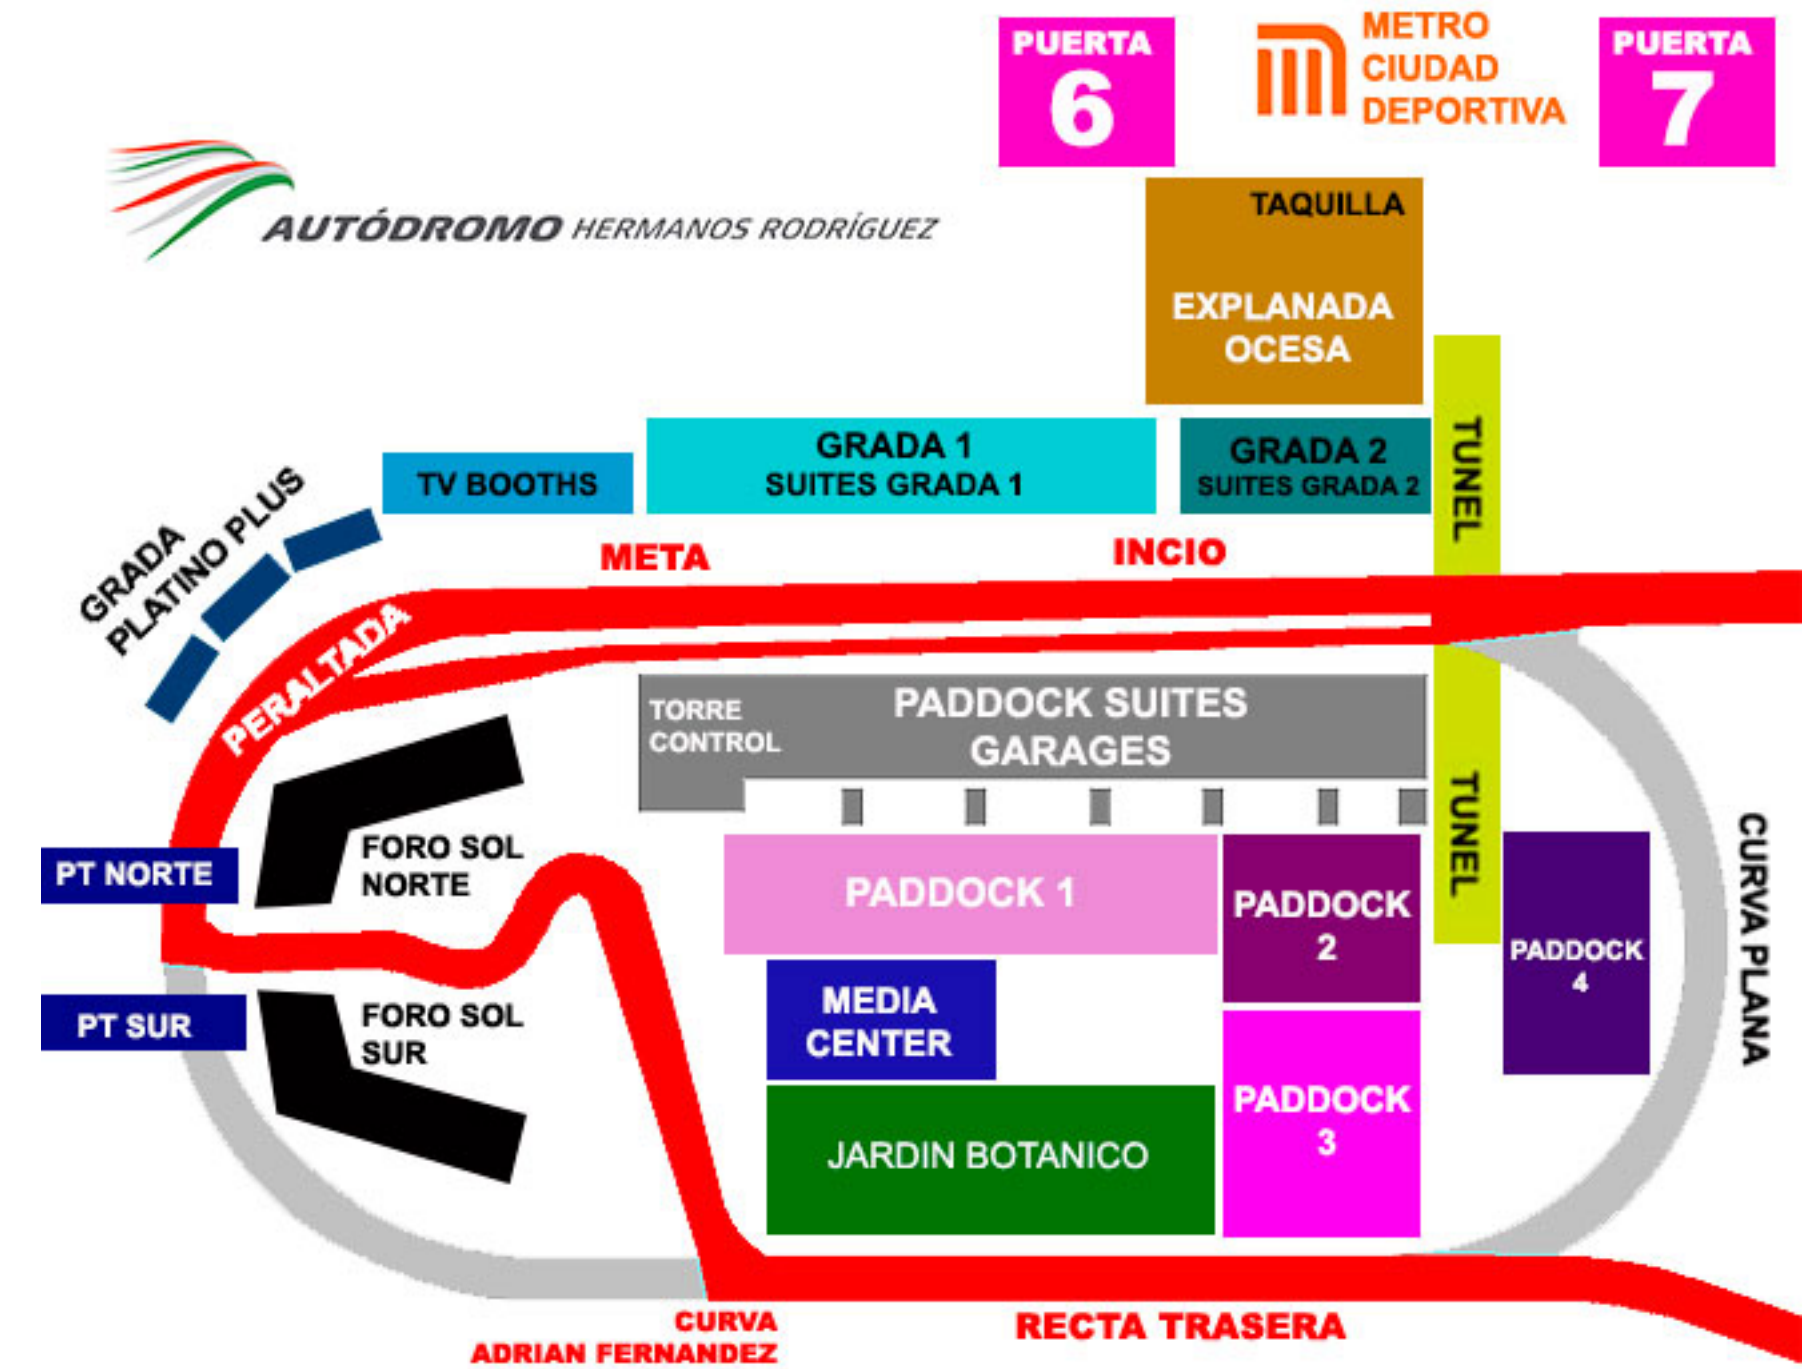 PUERTA
6
METRO
CIUDAD
DEPORTIVA
PUERTA
7
AUTÓDROMO HERMANOS RODRÍGUEZ
TAQUILLA
EXPLANADA
OCESA
TUNEL
GRADA 1
SUITES GRADA 1
GRADA 2
SUITES GRADA 2
TV BOOTHS
GRADA
PLATINO PLUS
META
INCIO
PERALTADA
TORRE
CONTROL
PADDOCK SUITES
GARAGES
TUNEL
CURVA PLANA
FORO SOL
NORTE
PT NORTE
PADDOCK 1
PADDOCK
2
PADDOCK
4
MEDIA
CENTER
PT SUR
FORO SOL
SUR
PADDOCK
3
JARDIN BOTANICO
CURVA
ADRIAN FERNANDEZ
RECTA TRASERA